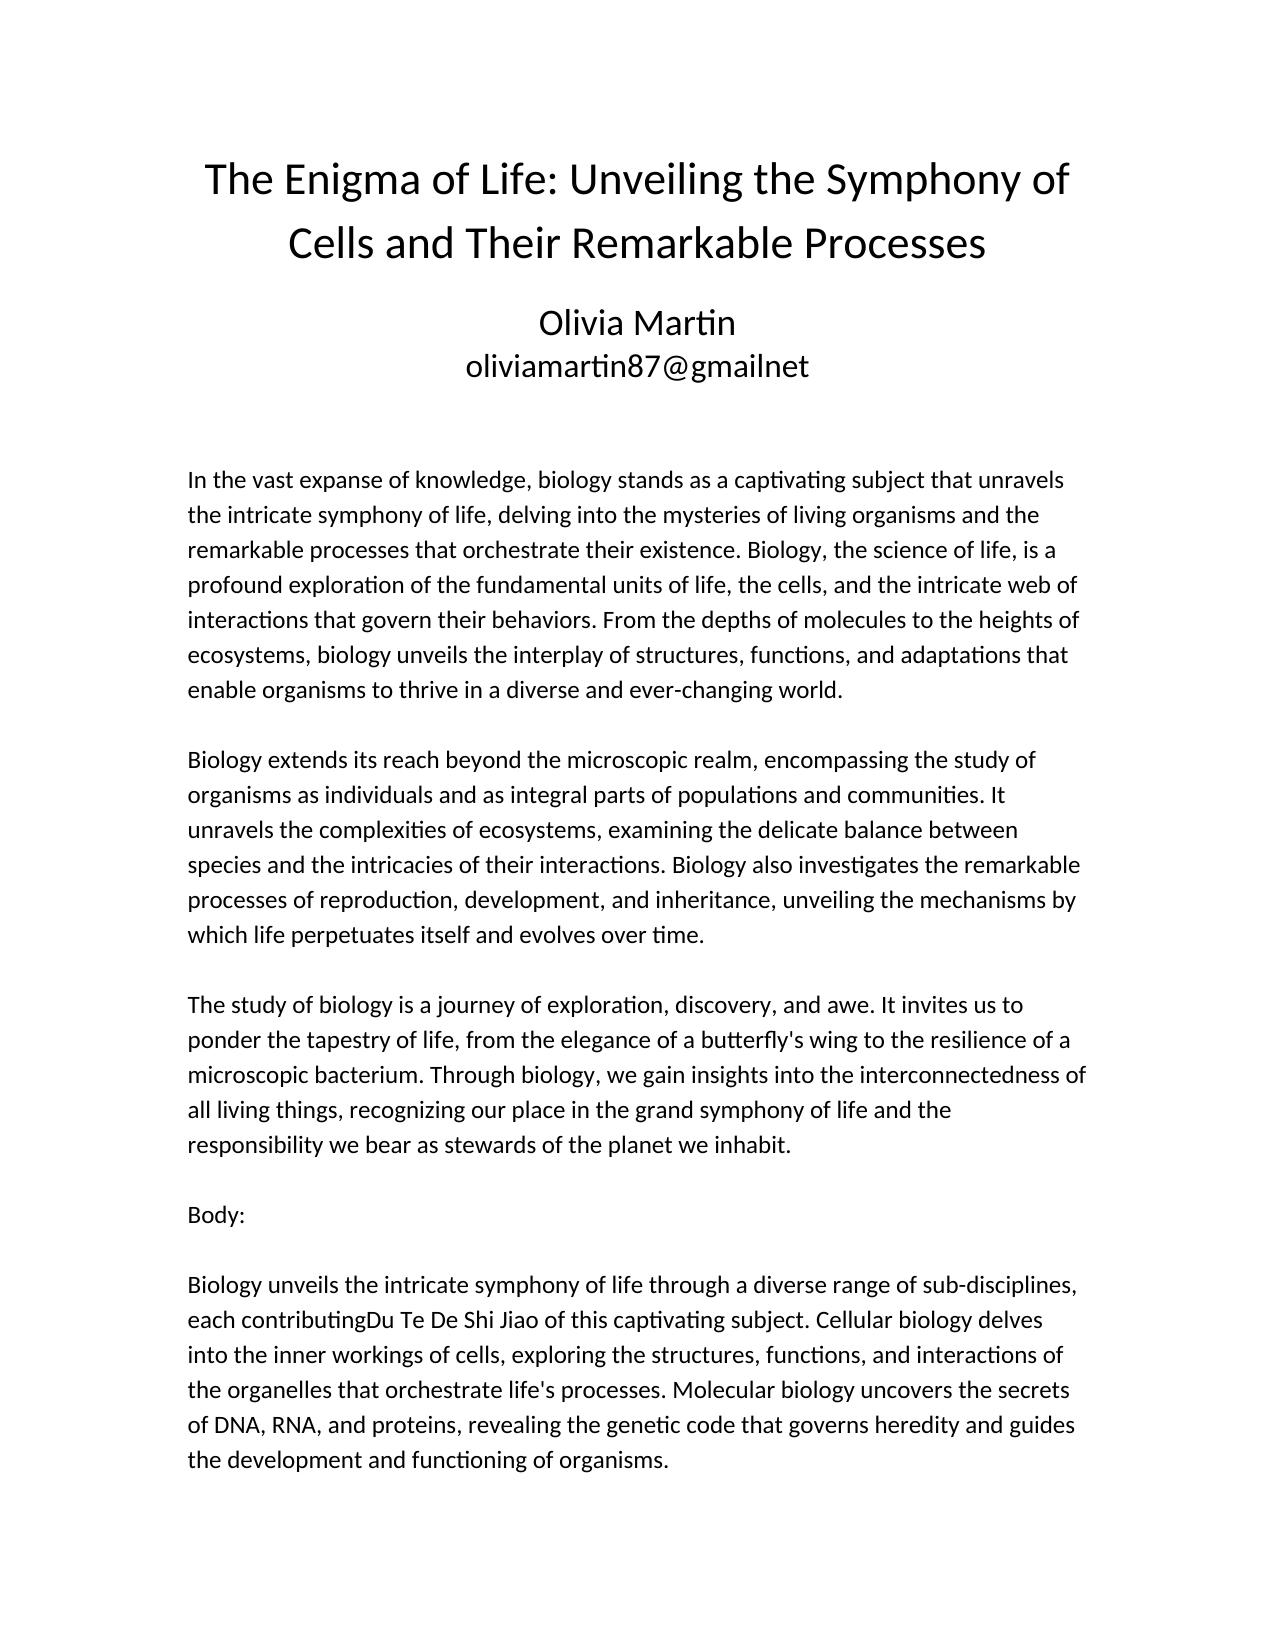 The Enigma of Life: Unveiling the Symphony of
Cells and Their Remarkable Processes
Olivia Martin
oliviamartin87@gmailnet
In the vast expanse of knowledge, biology stands as a captivating subject that unravels
the intricate symphony of life, delving into the mysteries of living organisms and the
remarkable processes that orchestrate their existence. Biology, the science of life, is a
profound exploration of the fundamental units of life, the cells, and the intricate web of
interactions that govern their behaviors. From the depths of molecules to the heights of
ecosystems, biology unveils the interplay of structures, functions, and adaptations that
enable organisms to thrive in a diverse and ever-changing world.
Biology extends its reach beyond the microscopic realm, encompassing the study of
organisms as individuals and as integral parts of populations and communities. It
unravels the complexities of ecosystems, examining the delicate balance between
species and the intricacies of their interactions. Biology also investigates the remarkable
processes of reproduction, development, and inheritance, unveiling the mechanisms by
which life perpetuates itself and evolves over time.
The study of biology is a journey of exploration, discovery, and awe. It invites us to
ponder the tapestry of life, from the elegance of a butterfly's wing to the resilience of a
microscopic bacterium. Through biology, we gain insights into the interconnectedness of
all living things, recognizing our place in the grand symphony of life and the
responsibility we bear as stewards of the planet we inhabit.
Body:
Biology unveils the intricate symphony of life through a diverse range of sub-disciplines,
each contributingDu Te De Shi Jiao of this captivating subject. Cellular biology delves
into the inner workings of cells, exploring the structures, functions, and interactions of
the organelles that orchestrate life's processes. Molecular biology uncovers the secrets
of DNA, RNA, and proteins, revealing the genetic code that governs heredity and guides
the development and functioning of organisms.